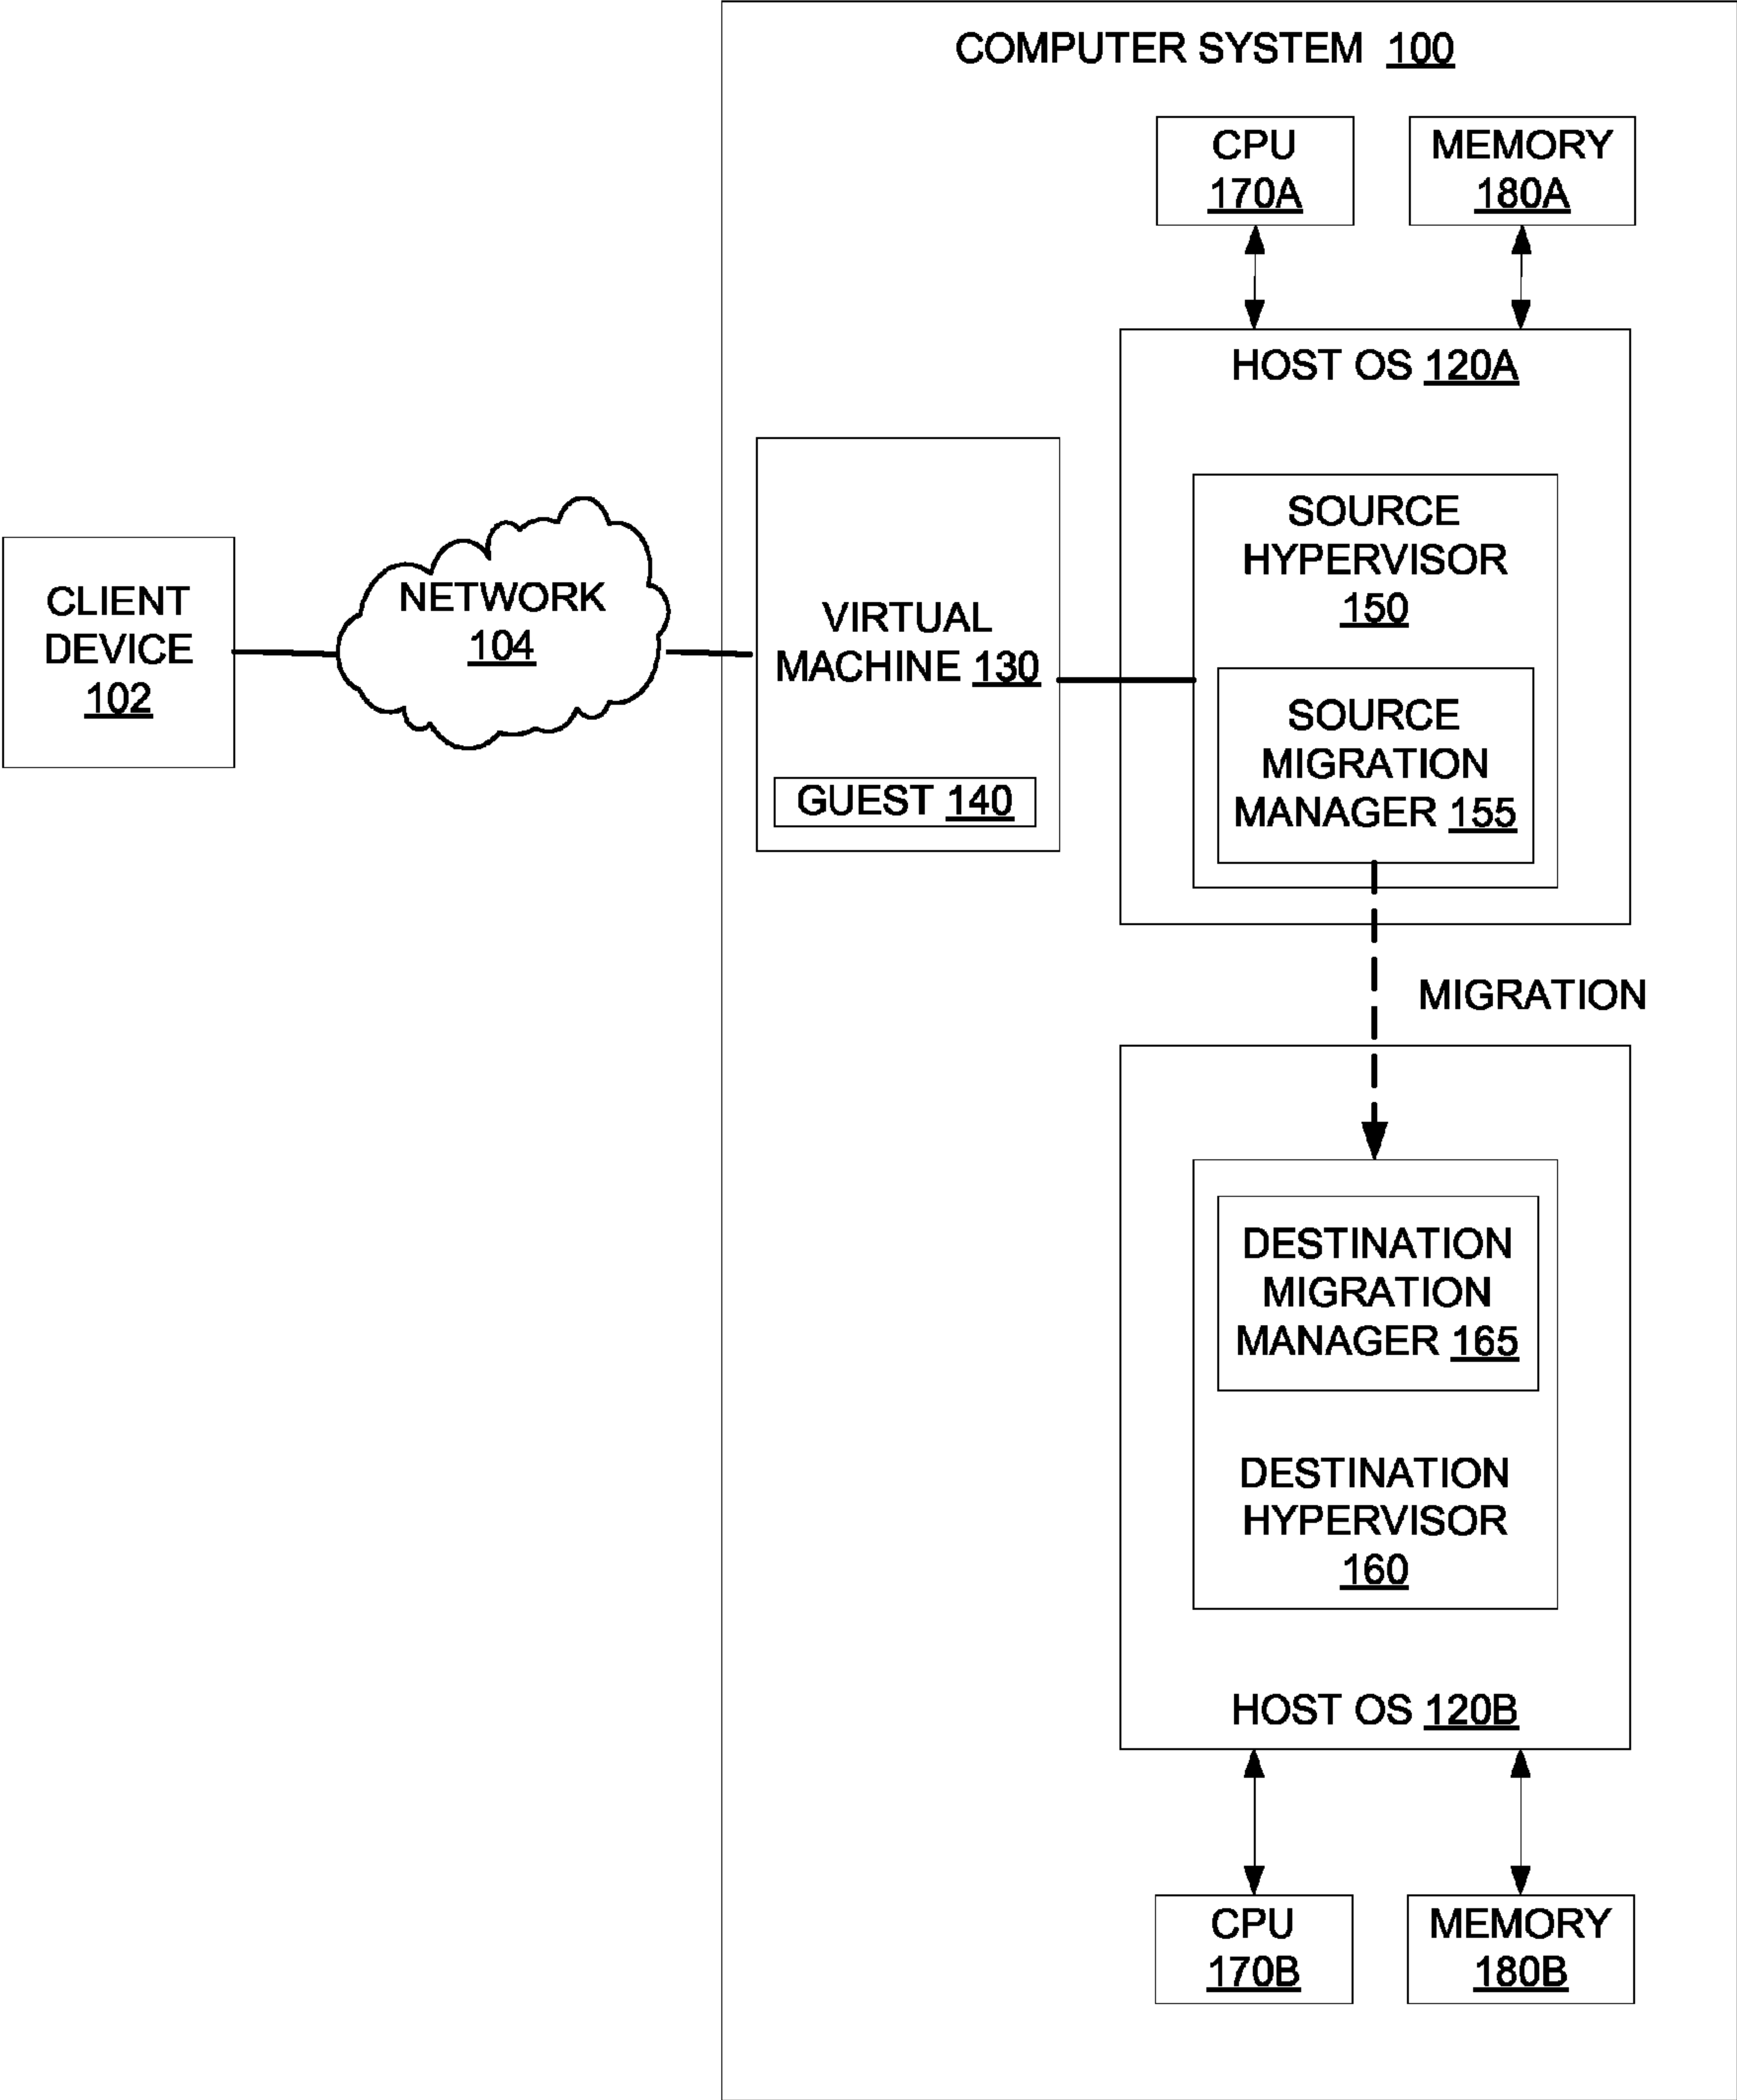 COMPUTER SYSTEM 100
CPU
170A
MEMORY
180A
HOST OS 120A
SOURCE
HYPERVISOR
150
SOURCE
MIGRATION
MANAGER 155
CLIENT
DEVICE
102
NETWORK
104
VIRTUAL
MACHINE 130
GUEST 140
MIGRATION
DESTINATION
MIGRATION
MANAGER 165
DESTINATION
HYPERVISOR
160
HOST OS 120B
CPU
170B
MEMORY
180B